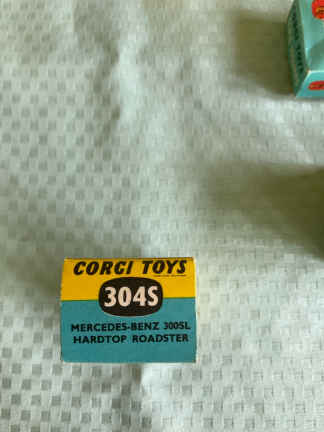 CORGI TOYS
304S
MERCEDES-BENZ 300SL
HARDTOP ROADSTER